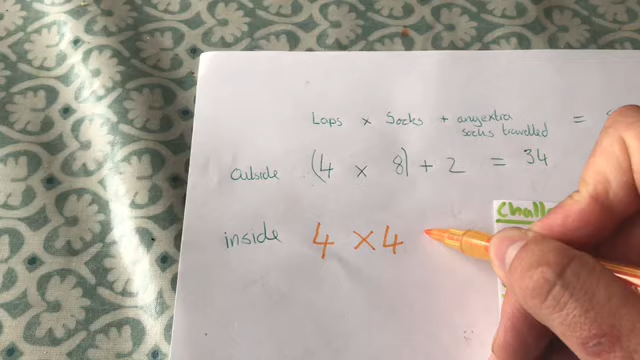 Laps x Socks + any extra =
socks travelled
outside (4 x 8) + 2 = 34
inside 4 x 4
Chall